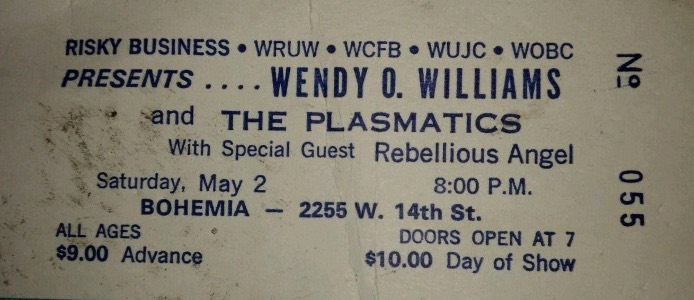 RISKY BUSINESS • WRUW • WCFB • WUJC • WOBC
PRESENTS .... WENDY O. WILLIAMS
and THE PLASMATICS
With Special Guest Rebellious Angel
Saturday, May 2 8:00 P.M.
BOHEMIA — 2255 W. 14th St.
ALL AGES DOORS OPEN AT 7
$9.00 Advance $10.00 Day of Show
Nº 055